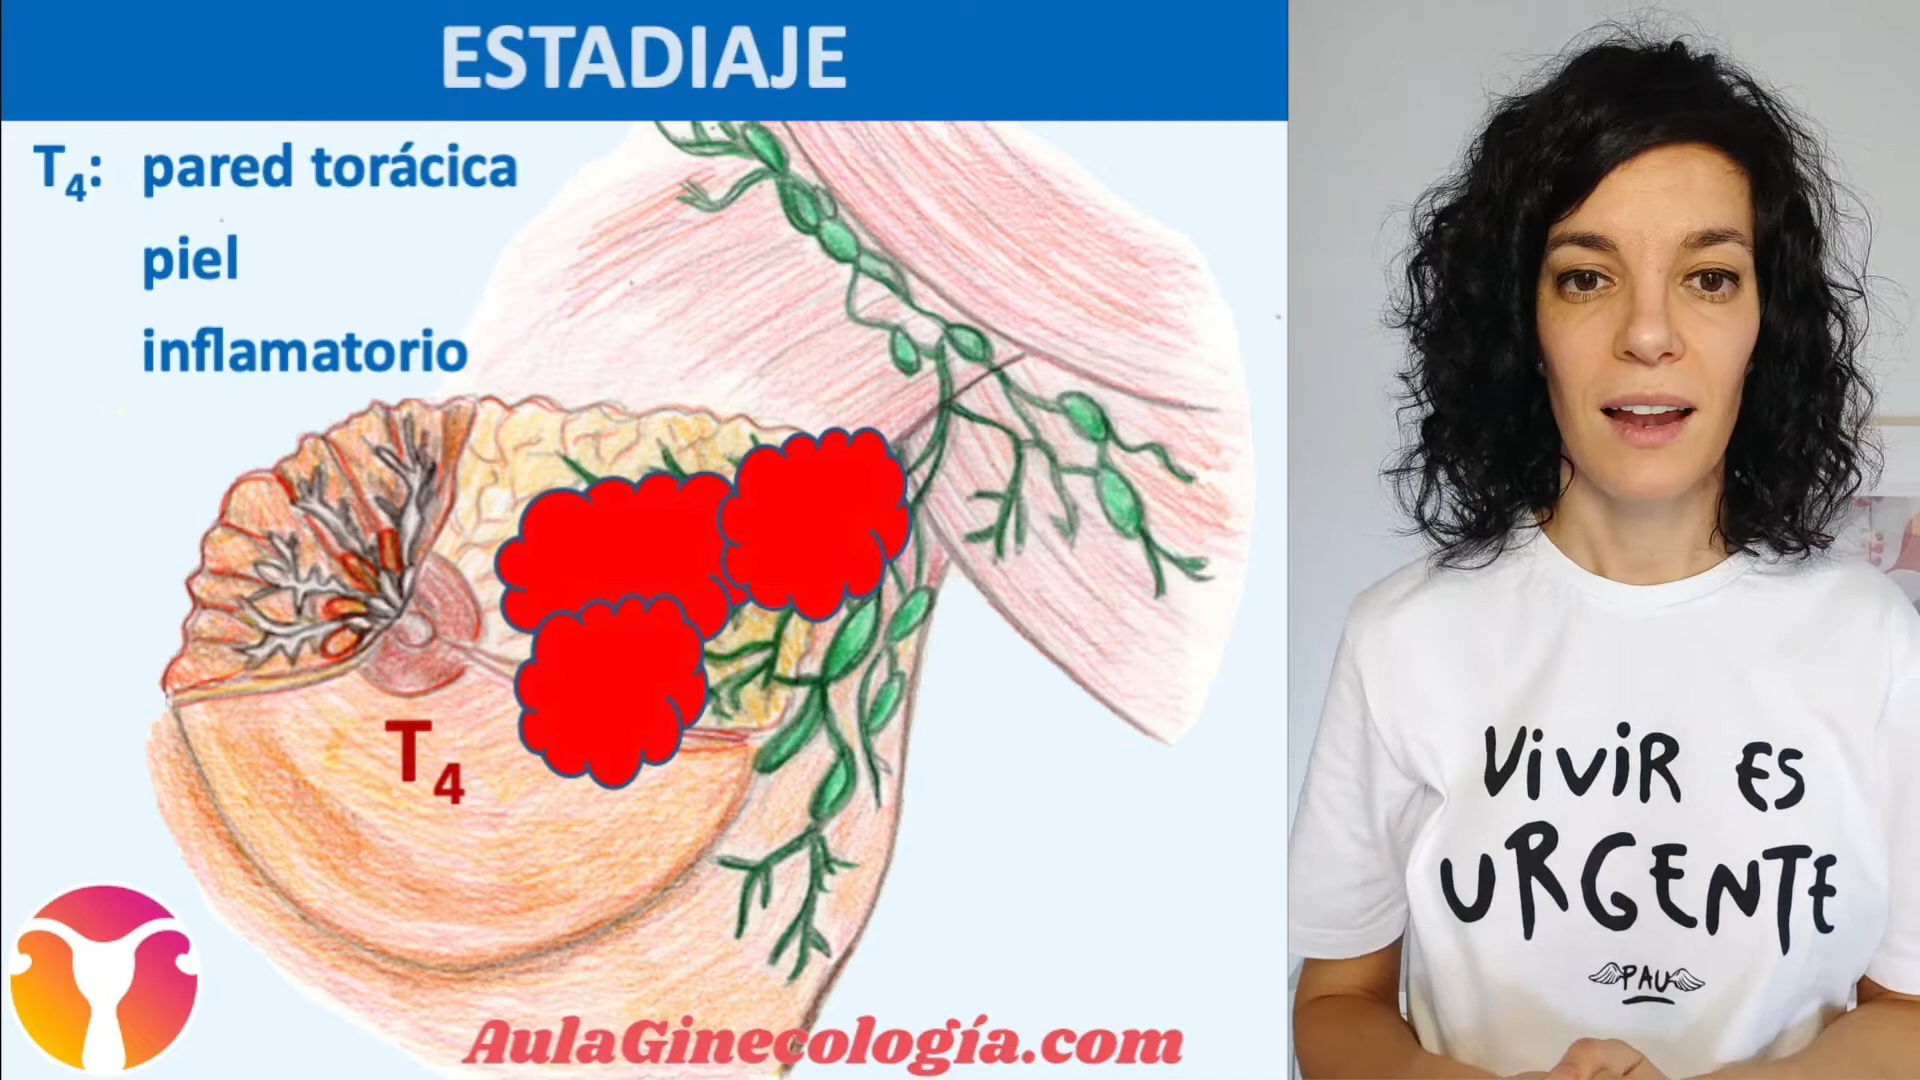 ESTADIAJE
T₄: pared torácica
piel
inflamatorio
T₄
AulaGinecología.com
ViViR ES
URGENTE
PAU